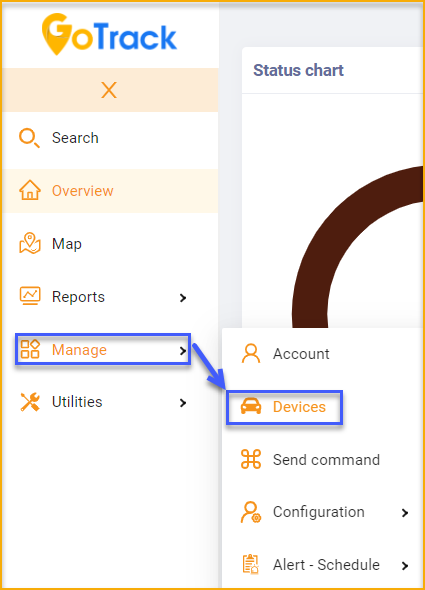 GoTrack
X
Search
Overview
Map
Reports
Manage
Utilities
Status chart
Account
Devices
Send command
Configuration
Alert - Schedule